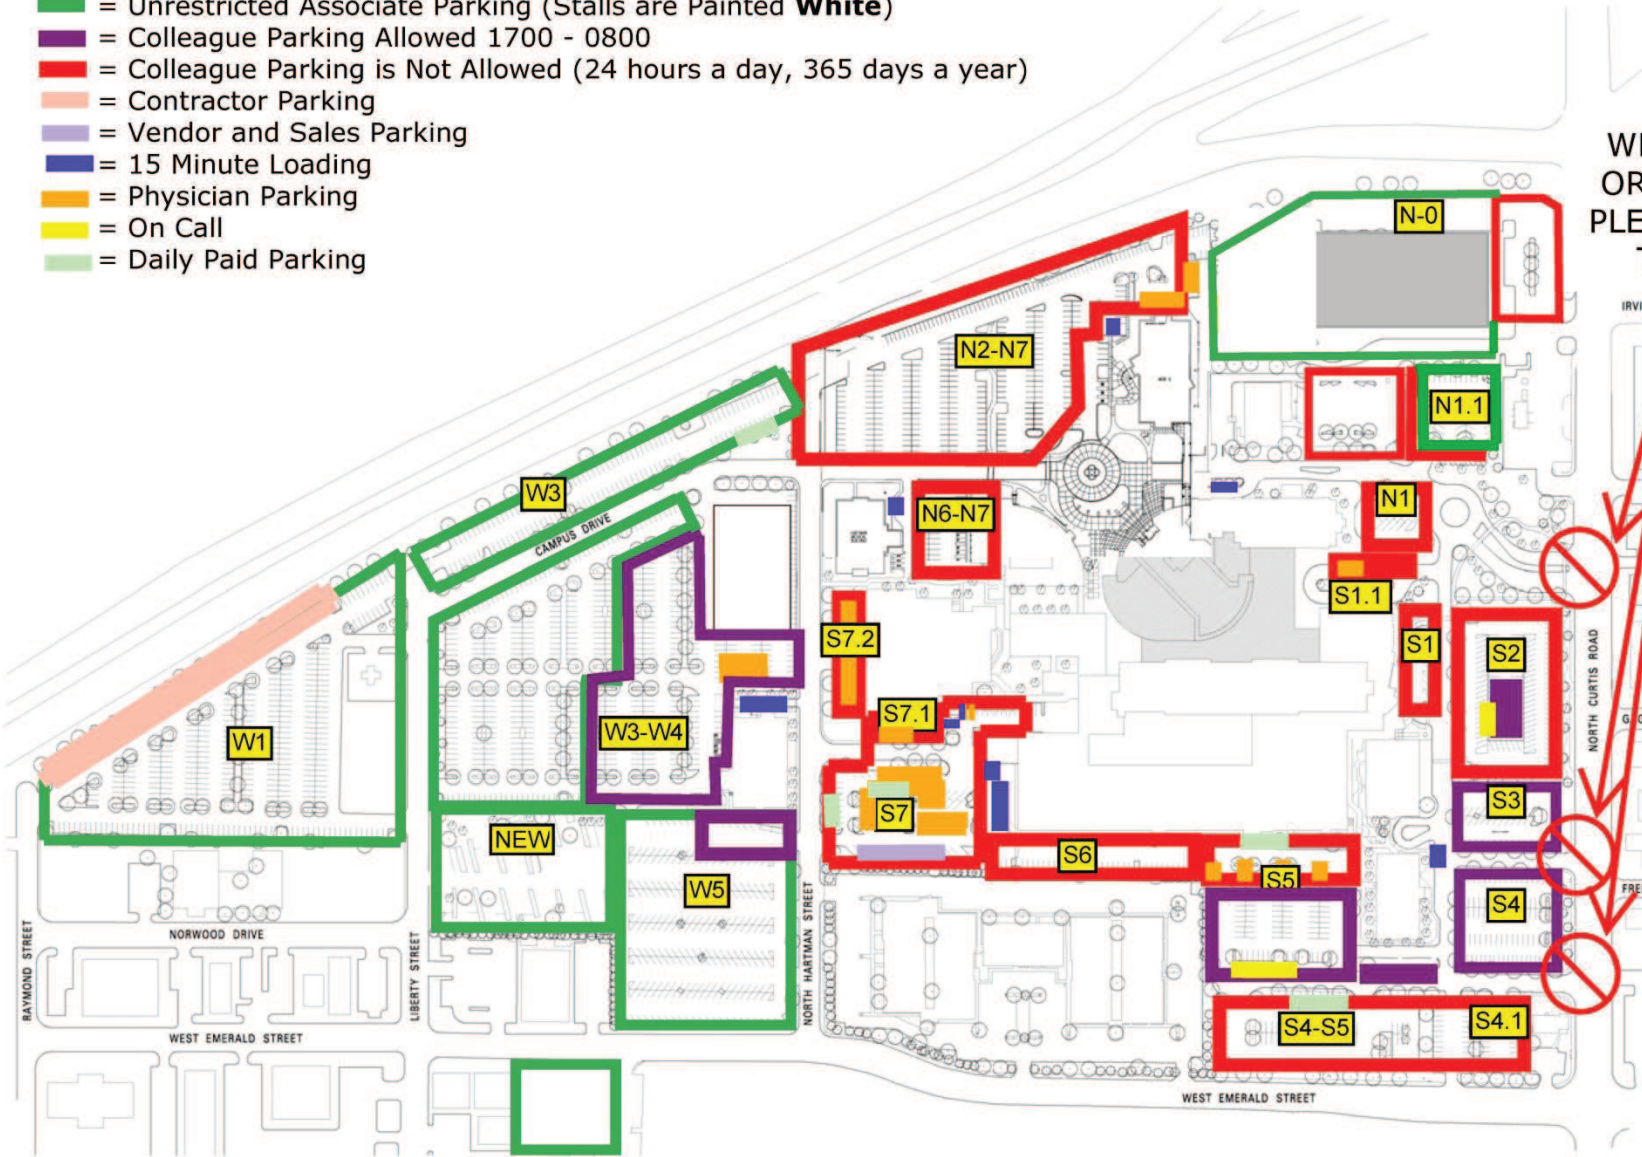 = Unrestricted Associate Parking (Stalls are Painted White)
= Colleague Parking Allowed 1700 - 0800
= Colleague Parking is Not Allowed (24 hours a day, 365 days a year)
= Contractor Parking
= Vendor and Sales Parking
= 15 Minute Loading
= Physician Parking
= On Call
= Daily Paid Parking
N-0
N2-N7
N1.1
W3
CAMPUS DRIVE
N6-N7
N1
S1.1
S7.2
S1
S2
NORTH CURTIS ROAD
S7.1
W3-W4
W1
S7
S3
NEW
S6
S5
W5
S4
NORWOOD DRIVE
RAYMOND STREET
LIBERTY STREET
NORTH HARTMAN STREET
S4-S5
S4.1
WEST EMERALD STREET
WEST EMERALD STREET
OR
PLE
IRVI
FRE